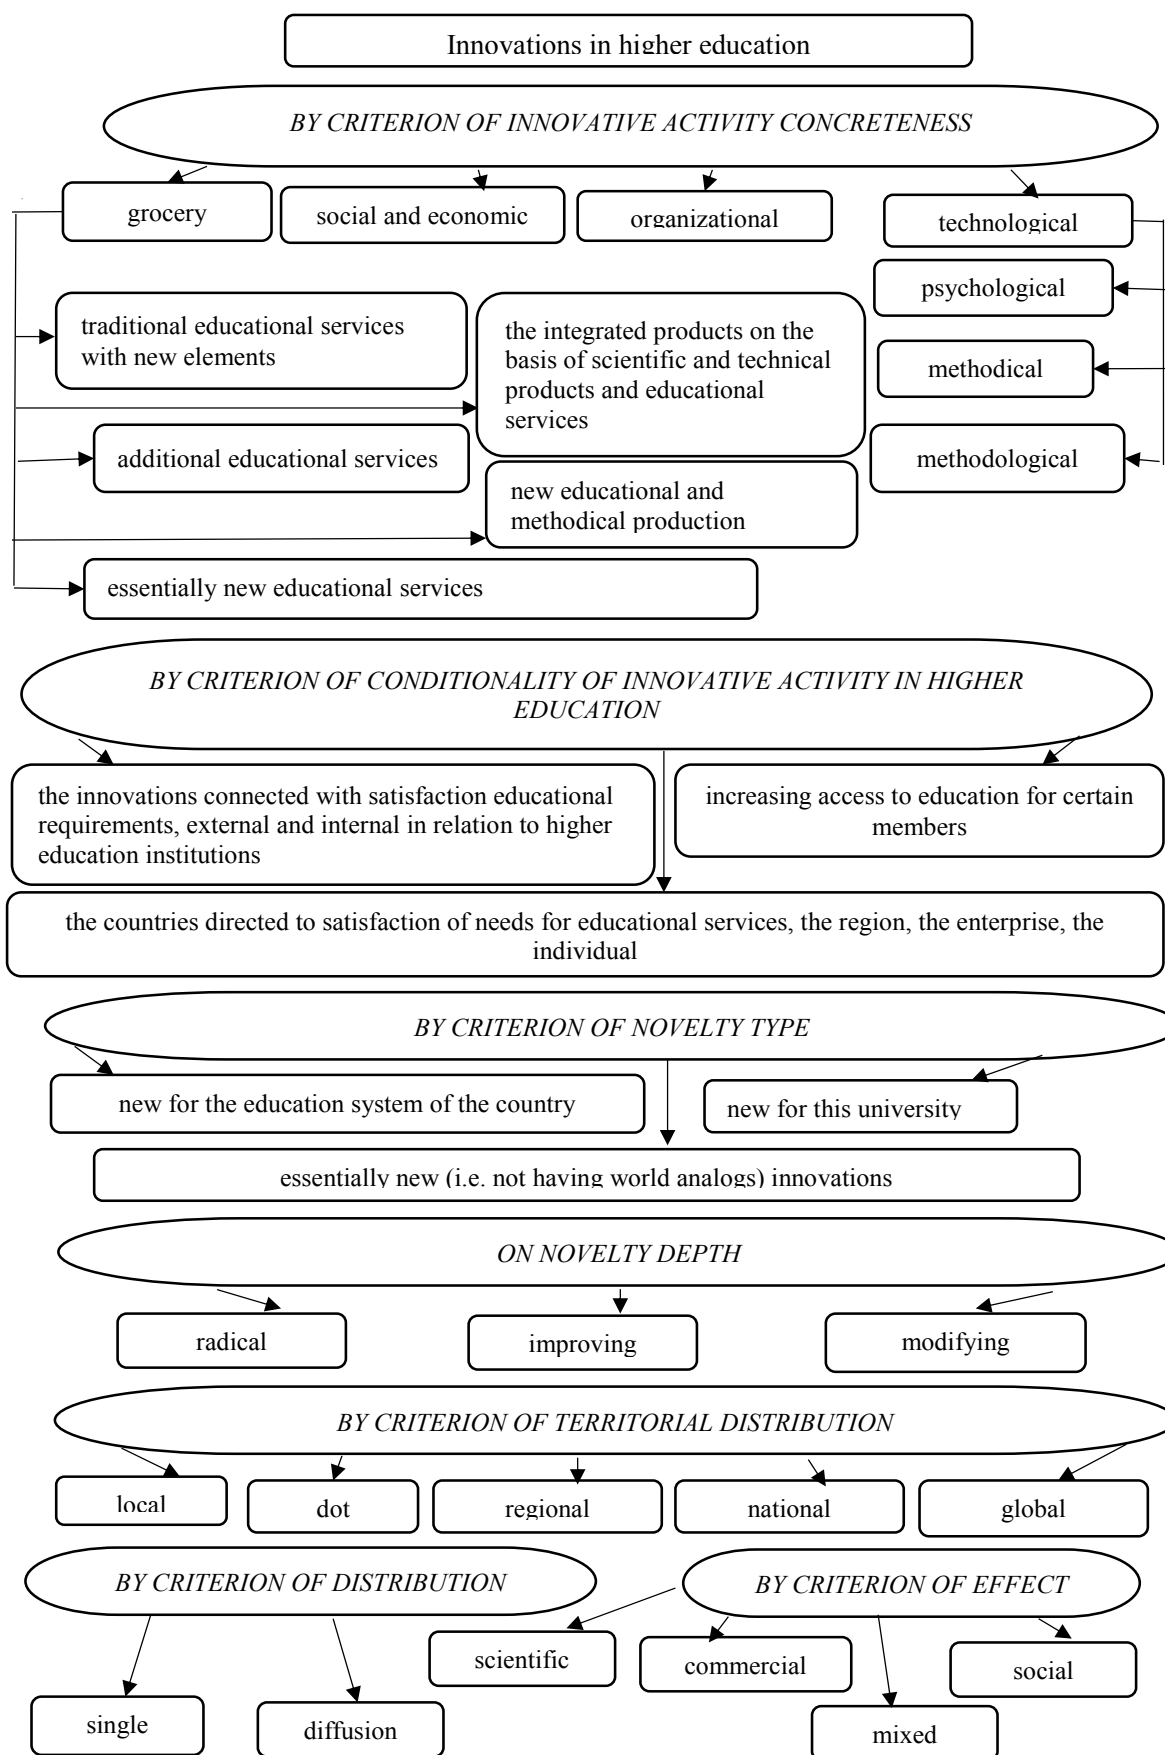 Innovations in higher education
BY CRITERION OF INNOVATIVE ACTIVITY CONCRETENESS
grocery
social and economic
organizational
technological
psychological
traditional educational services
with new elements
the integrated products on the
basis of scientific and technical
products and educational
services
methodical
additional educational services
methodological
new educational and
methodical production
essentially new educational services
BY CRITERION OF CONDITIONALITY OF INNOVATIVE ACTIVITY IN HIGHER
EDUCATION
the innovations connected with satisfaction educational
requirements, external and internal in relation to higher
education institutions
increasing access to education for certain
members
the countries directed to satisfaction of needs for educational services, the region, the enterprise, the
individual
BY CRITERION OF NOVELTY TYPE
new for the education system of the country
new for this university
essentially new (i.e. not having world analogs) innovations
ON NOVELTY DEPTH
radical
improving
modifying
BY CRITERION OF TERRITORIAL DISTRIBUTION
local
dot
regional
national
global
BY CRITERION OF DISTRIBUTION
BY CRITERION OF EFFECT
scientific
commercial
social
single
diffusion
mixed